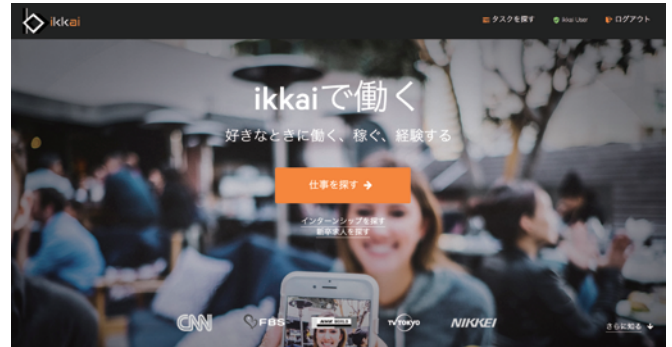 ikkai
タスクを探す
ikkai User
ログアウト
ikkaiで働く
好きなときに働く、稼ぐ、経験する
仕事を探す →
インターンシップを探す
新卒求人を探す
CNN
FBS
TV TOKYO
NIKKEI
さらに知る ↓